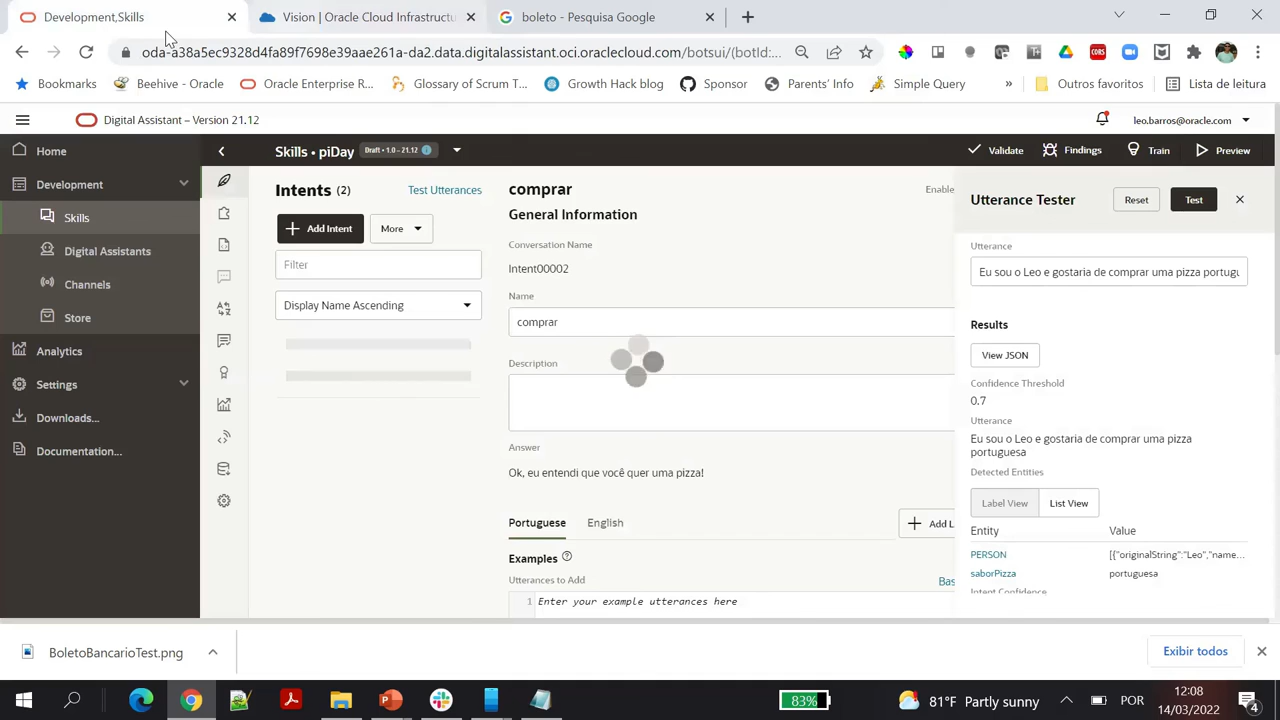 Development,Skills
Vision | Oracle Cloud Infrastructu
boleto - Pesquisa Google
oda-a38a5ec9328d4fa89f7698e39aae261a-da2.data.digitalassistant.oci.oraclecloud.com/botsui/(botId:...
Bookmarks
Beehive - Oracle
Oracle Enterprise R...
Glossary of Scrum T...
Growth Hack blog
Sponsor
Parents' Info
Simple Query
»
Outros favoritos
Lista de leitura
Digital Assistant – Version 21.12
leo.barros@oracle.com
Home
Development
Skills
Digital Assistants
Channels
Store
Analytics
Settings
Downloads...
Documentation...
Skills • piDay
Draft • 1.0 - 21.12
Validate
Findings
Train
Preview
Intents (2)
Test Utterances
Add Intent
More
Filter
Display Name Ascending
comprar
Enable
General Information
Conversation Name
Intent00002
Name
comprar
Description
Answer
Ok, eu entendi que você quer uma pizza!
Portuguese
English
Add L
Examples
Utterances to Add
Bas
1 Enter your example utterances here
Utterance Tester
Reset
Test
Utterance
Eu sou o Leo e gostaria de comprar uma pizza portugu
Results
View JSON
Confidence Threshold
0.7
Utterance
Eu sou o Leo e gostaria de comprar uma pizza
portuguesa
Detected Entities
Label View
List View
Entity
Value
PERSON
[{"originalString":"Leo","name...
saborPizza
portuguesa
Intent Confidence
BoletoBancarioTest.png
Exibir todos
83%
81°F Partly sunny
POR
12:08
14/03/2022
4